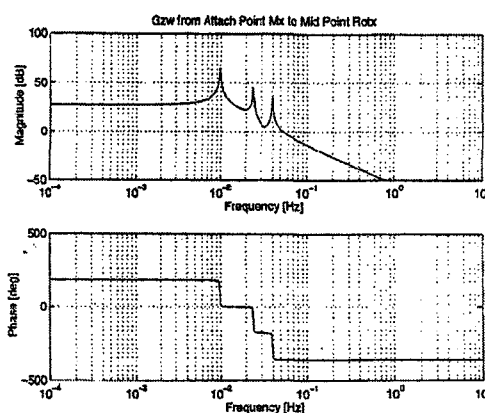 Gzw from Attach Point Mx to Mid Point Rotx
Magnitude [db]
100
50
0
-50
10⁻⁴ 10⁻³ 10⁻² 10⁻¹ 10⁰ 10
Frequency [Hz]
Phase [deg]
500
0
-500
10⁻⁴ 10⁻³ 10⁻² 10⁻¹ 10⁰ 10
Frequency [Hz]